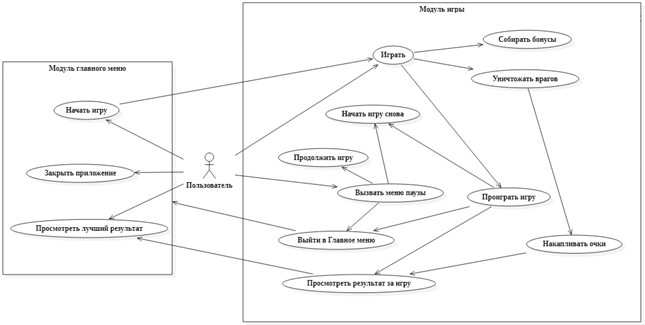 Модуль игры
Собирать бонусы
Играть
Модуль главного меню
Уничтожать врагов
Начать игру
Начать игру снова
Продолжить игру
Закрыть приложение
Пользователь
Вызвать меню паузы
Проиграть игру
Просмотреть лучший результат
Выйти в Главное меню
Накапливать очки
Просмотреть результат за игру